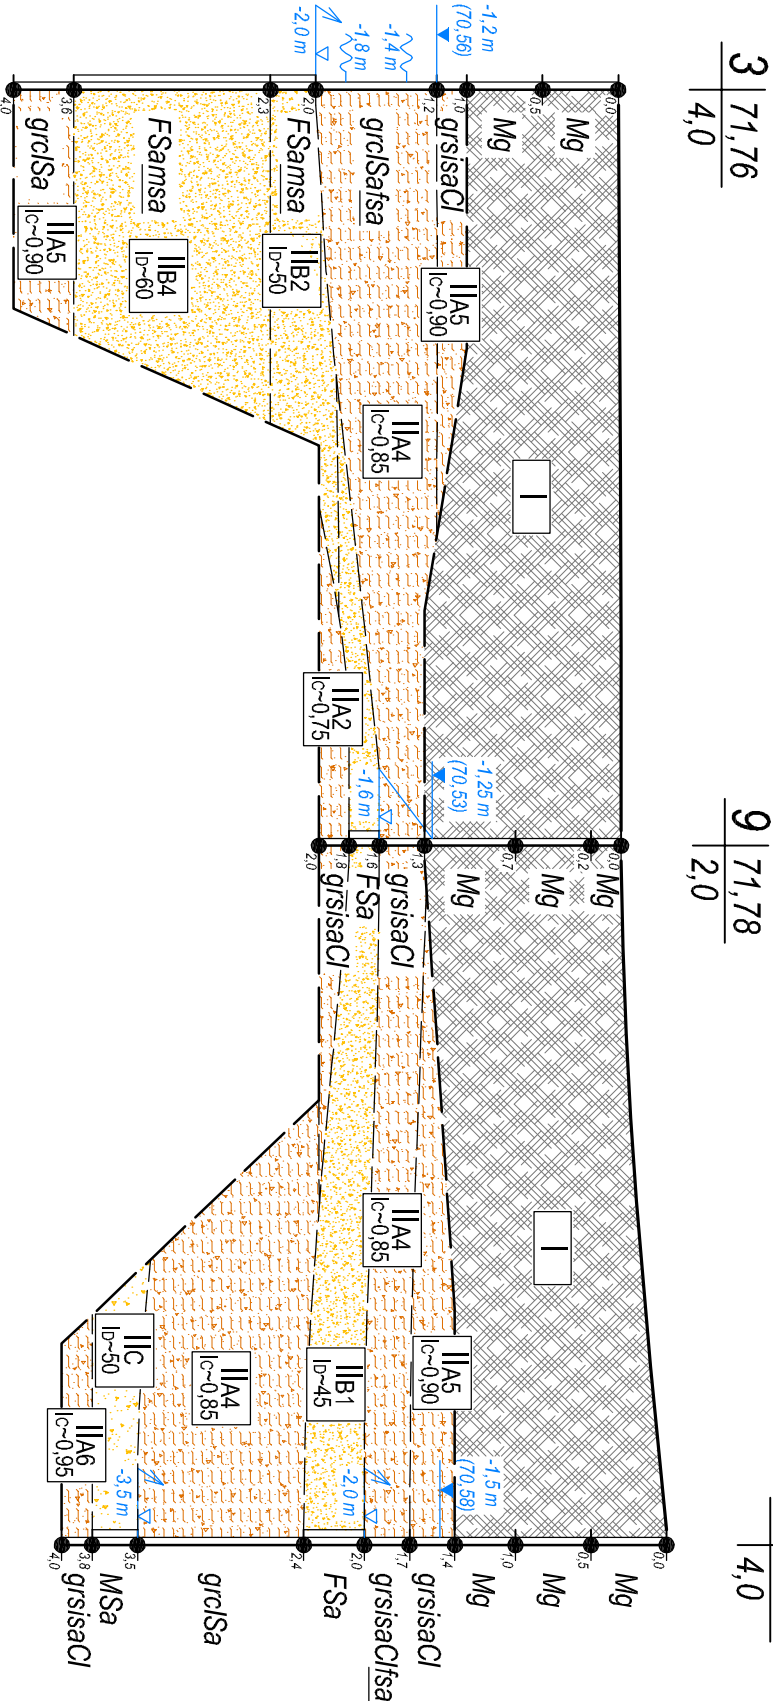 3
71,76
4,0
9
71,78
2,0
4,0
-1,2 m
(70,56)
-1,4 m
-1,8 m
-2,0 m
0,0
0,5
1,0
1,2
2,0
2,3
3,6
4,0
Mg
Mg
grsisaCl
grclSafsa
FSamsa
FSamsa
grclSa
I
IIA5
IC~0,90
IIA4
IC~0,85
IIB2
ID~50
IIB4
ID~60
IIA5
IC~0,90
IIA2
IC~0,75
-1,25 m
(70,53)
-1,6 m
0,0
0,2
0,7
1,3
1,6
1,8
2,0
Mg
Mg
Mg
grsisaCl
FSa
grsisaCl
I
IIA5
IC~0,90
IIA4
IC~0,85
IIB1
ID~45
IIA4
IC~0,85
IIC
ID~50
IIA6
IC~0,95
-1,5 m
(70,58)
-2,0 m
-3,5 m
0,0
0,5
1,0
1,4
1,7
2,0
2,4
3,5
3,8
4,0
Mg
Mg
Mg
grsisaCl
grsisaClfsa
FSa
grclSa
MSa
grsisaCl